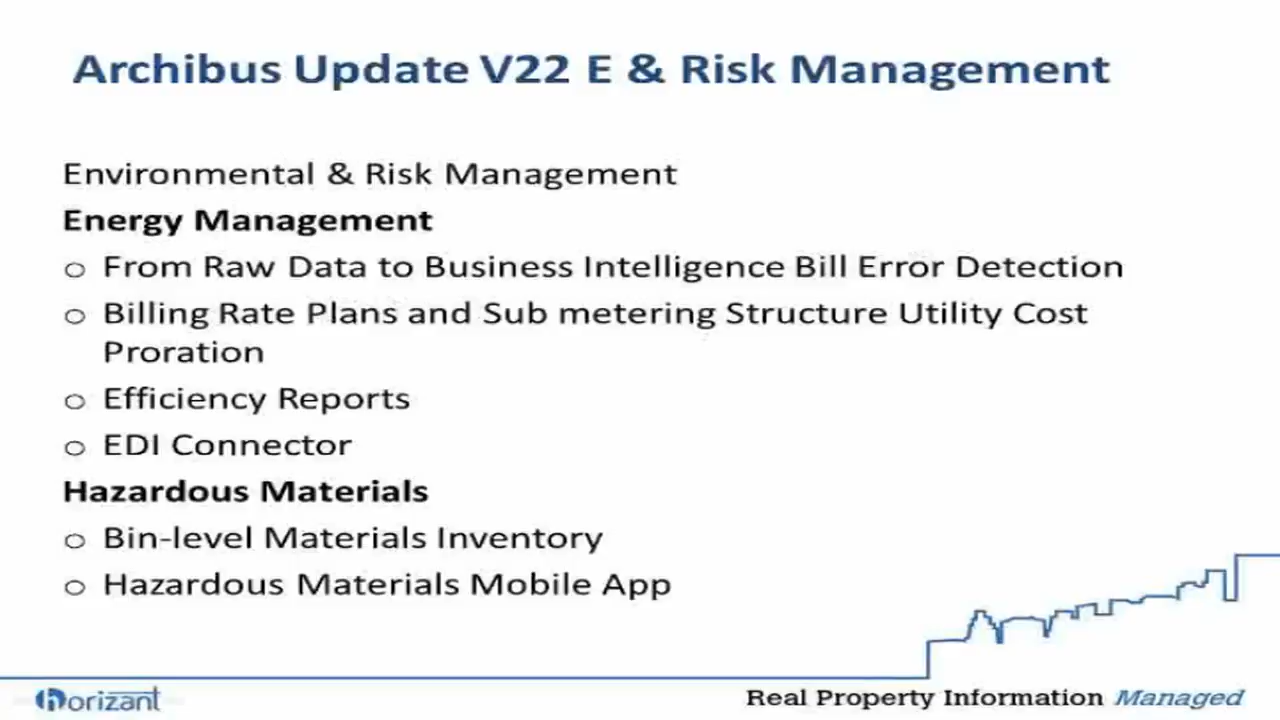 Archibus Update V22 E & Risk Management
Environmental & Risk Management
Energy Management
o From Raw Data to Business Intelligence Bill Error Detection
o Billing Rate Plans and Sub metering Structure Utility Cost
Proration
o Efficiency Reports
o EDI Connector
Hazardous Materials
o Bin-level Materials Inventory
o Hazardous Materials Mobile App
horizant
Real Property Information Managed